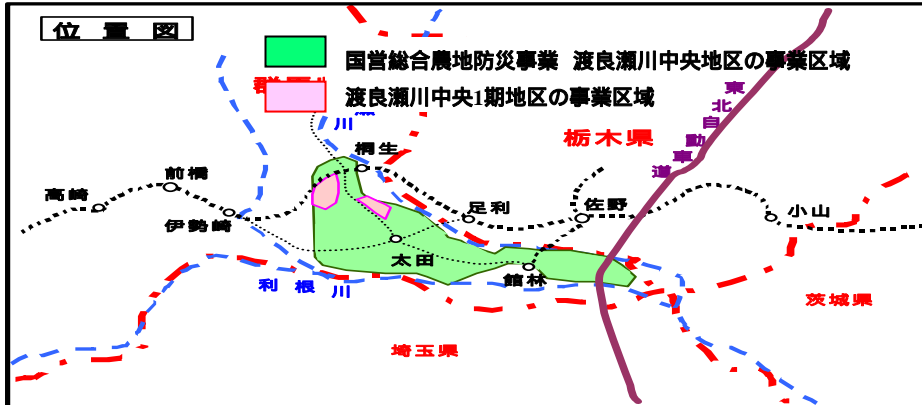 位置図
国営総合農地防災事業 渡良瀬川中央地区の事業区域
渡良瀬川中央1期地区の事業区域
東北自動車道
栃木県
桐生
前橋
高崎
伊勢崎
足利
佐野
小山
太田
館林
利根川
茨城県
埼玉県